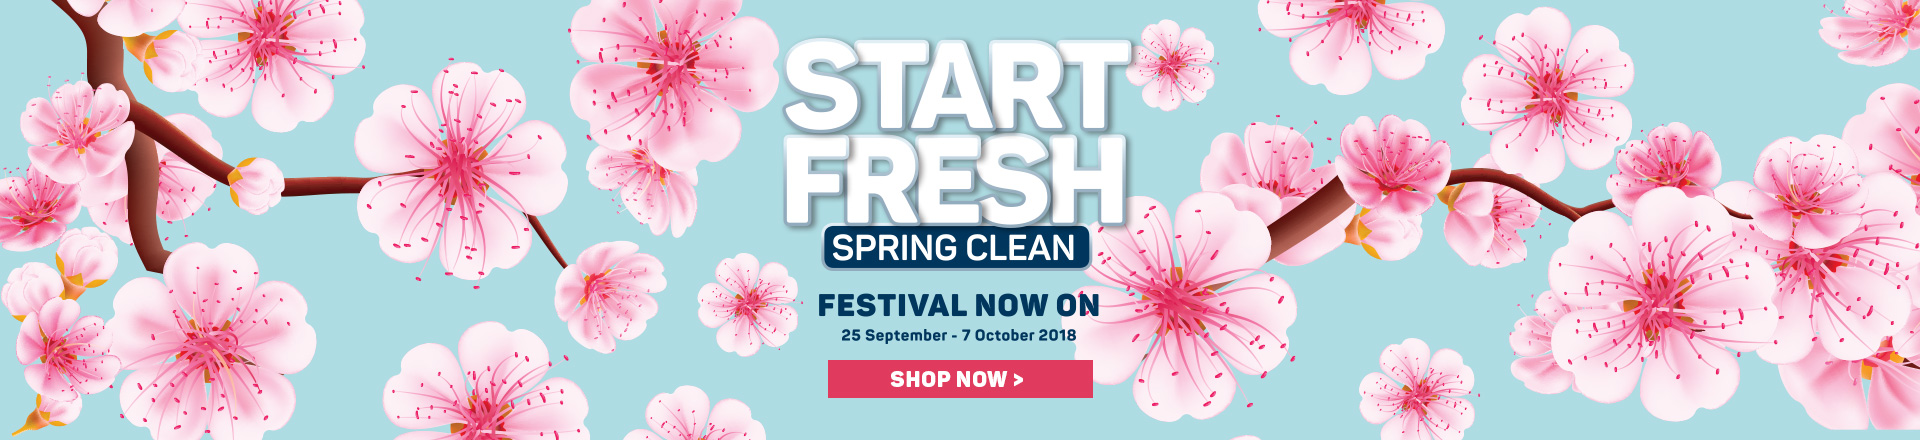 START
FRESH
SPRING CLEAN
FESTIVAL NOW ON
25 September - 7 October 2018
SHOP NOW >